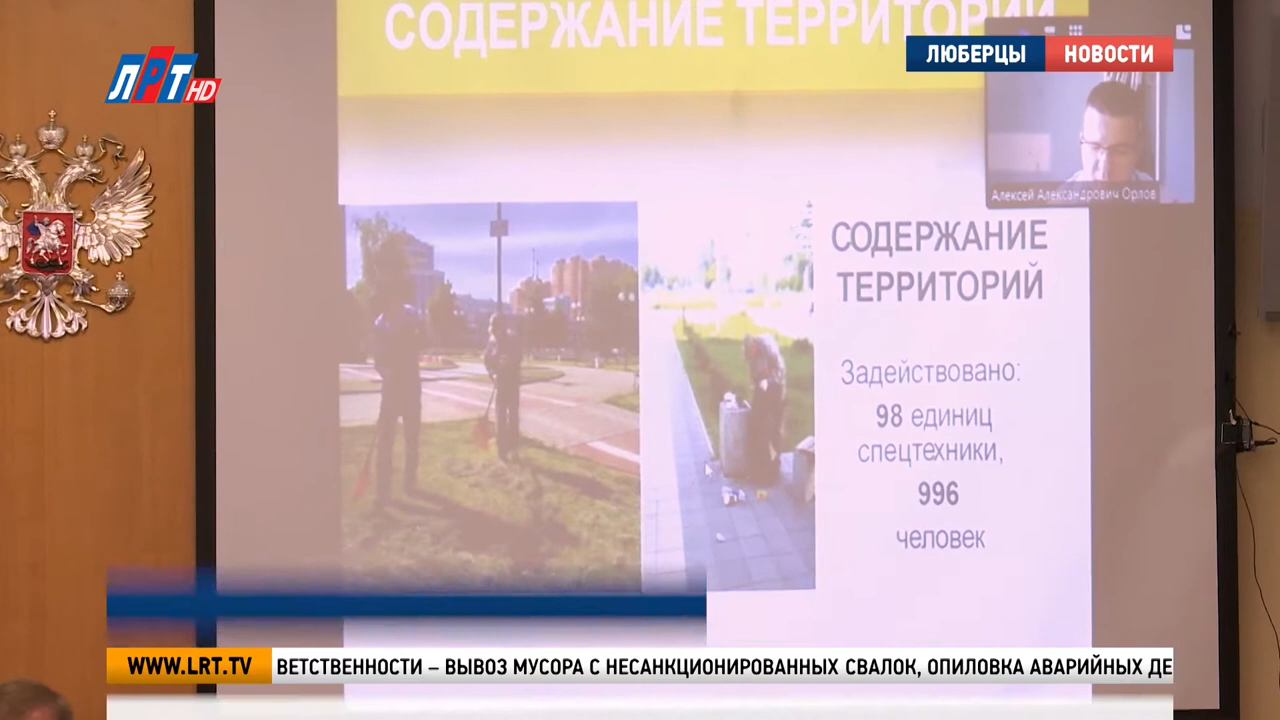 СОДЕРЖАНИЕ ТЕРРИТОРИЙ
ЛРТ HD
ЛЮБЕРЦЫ НОВОСТИ
Алексей Александрович Орлов
СОДЕРЖАНИЕ
ТЕРРИТОРИЙ
Задействовано:
98 единиц
спецтехники,
996
человек
WWW.LRT.TV ВЕТСТВЕННОСТИ – ВЫВОЗ МУСОРА С НЕСАНКЦИОНИРОВАННЫХ СВАЛОК, ОПИЛОВКА АВАРИЙНЫХ ДЕ